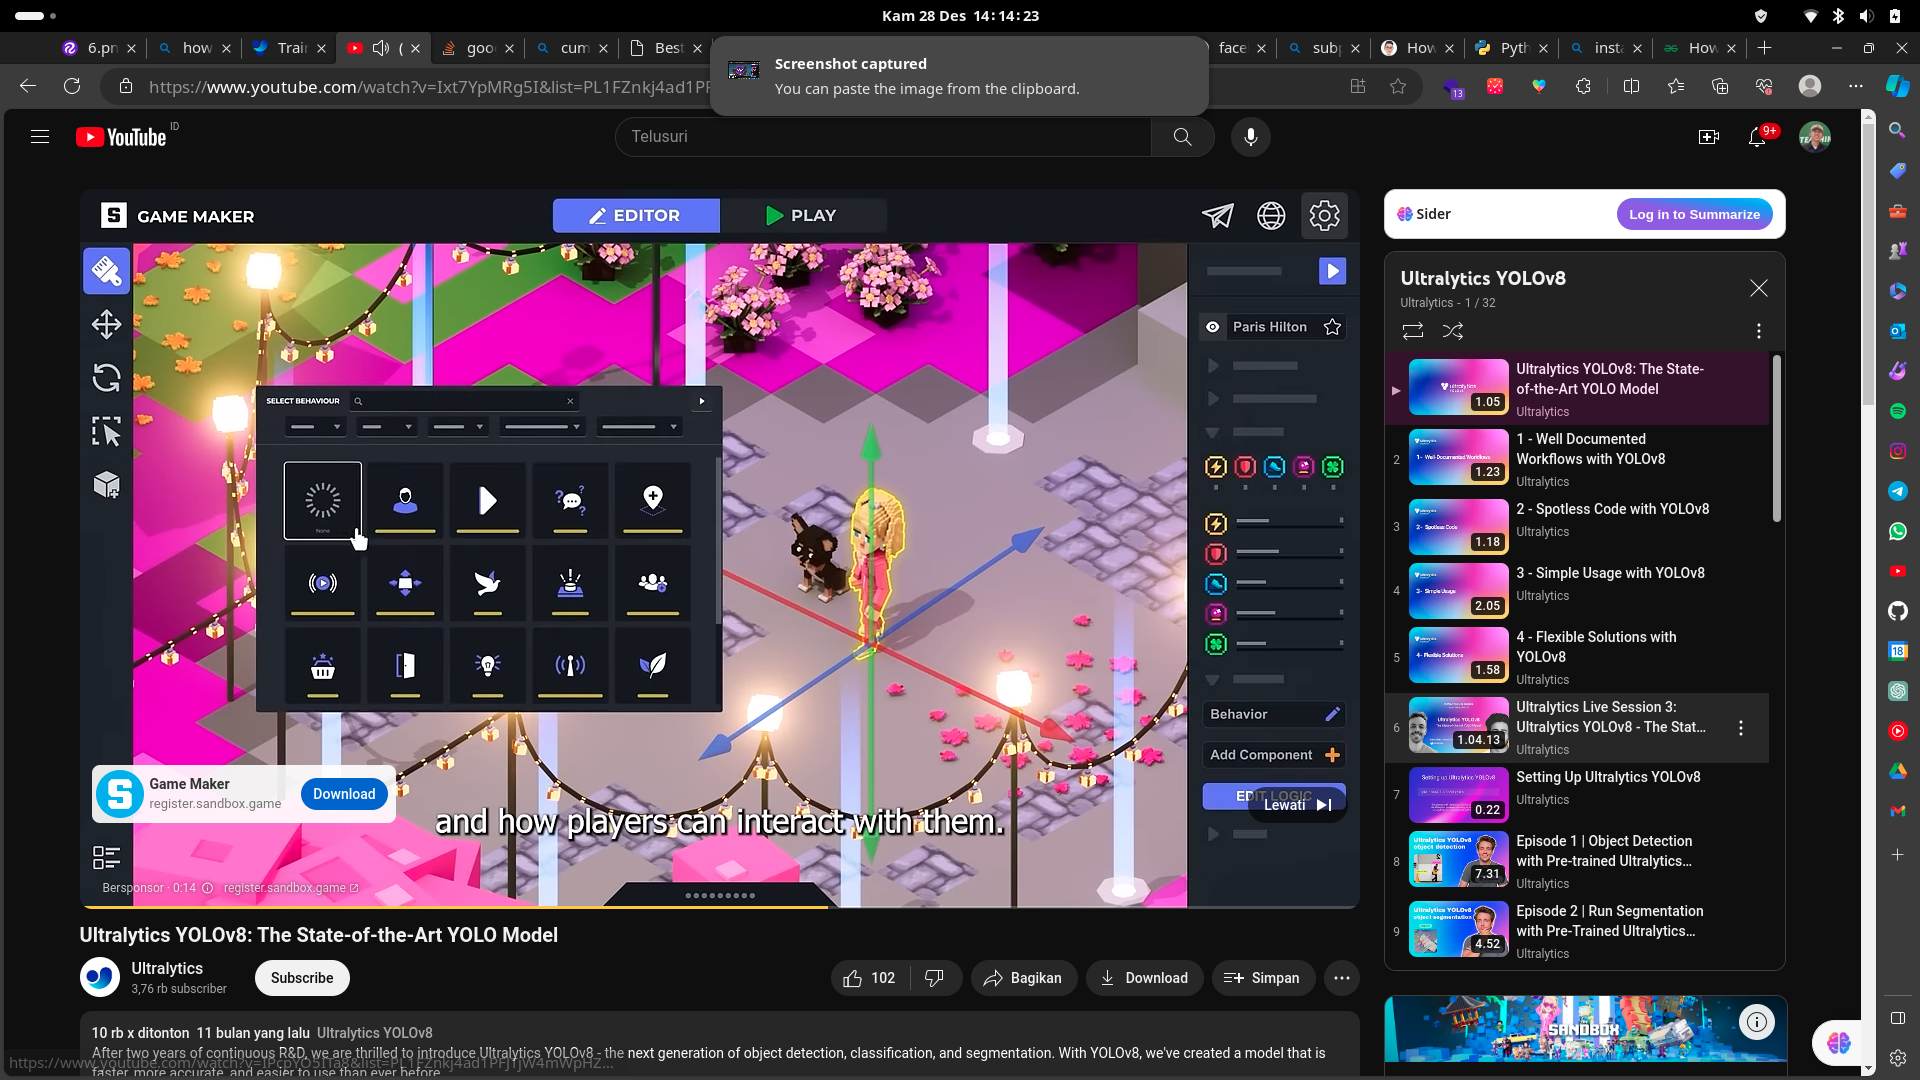 Kam 28 Des 14:14:23
6.pr
how
Trai
(
goo
cum
Best
face
subp
How
Pyth
insta
How
Screenshot captured
You can paste the image from the clipboard.
https://www.youtube.com/watch?v=Ixt7YpMRg5I&list=PL1FZnkj4ad1PF
13
YouTube
ID
Telusuri
9+
GAME MAKER
EDITOR
PLAY
Paris Hilton
SELECT BEHAVIOUR
None
Behavior
Add Component
EDIT LOGIC
Lewati
Game Maker
register.sandbox.game
Download
and how players can interact with them.
Bersponsor · 0:14
register.sandbox.game
Ultralytics YOLOv8: The State-of-the-Art YOLO Model
Ultralytics
3,76 rb subscriber
Subscribe
102
Bagikan
Download
Simpan
10 rb x ditonton 11 bulan yang lalu Ultralytics YOLOv8
After two years of continuous R&D, we are thrilled to introduce Ultralytics YOLOv8 - the next generation of object detection, classification, and segmentation. With YOLOv8, we've created a model that is
faster, more accurate, and easier to use than ever before.
Sider
Log in to Summarize
Ultralytics YOLOv8
Ultralytics - 1 / 32
Ultralytics YOLOv8: The State-
of-the-Art YOLO Model
Ultralytics
1.05
2
1 - Well Documented
Workflows with YOLOv8
Ultralytics
1.23
3
2 - Spotless Code with YOLOv8
Ultralytics
1.18
4
3 - Simple Usage with YOLOv8
Ultralytics
2.05
5
4 - Flexible Solutions with
YOLOv8
Ultralytics
1.58
6
Ultralytics Live Session 3:
Ultralytics YOLOv8 - The Stat...
Ultralytics
1.04.13
7
Setting Up Ultralytics YOLOv8
Ultralytics
0.22
8
Episode 1 | Object Detection
with Pre-trained Ultralytics...
Ultralytics
7.31
9
Episode 2 | Run Segmentation
with Pre-Trained Ultralytics...
Ultralytics
4.52
SANDBOX
18